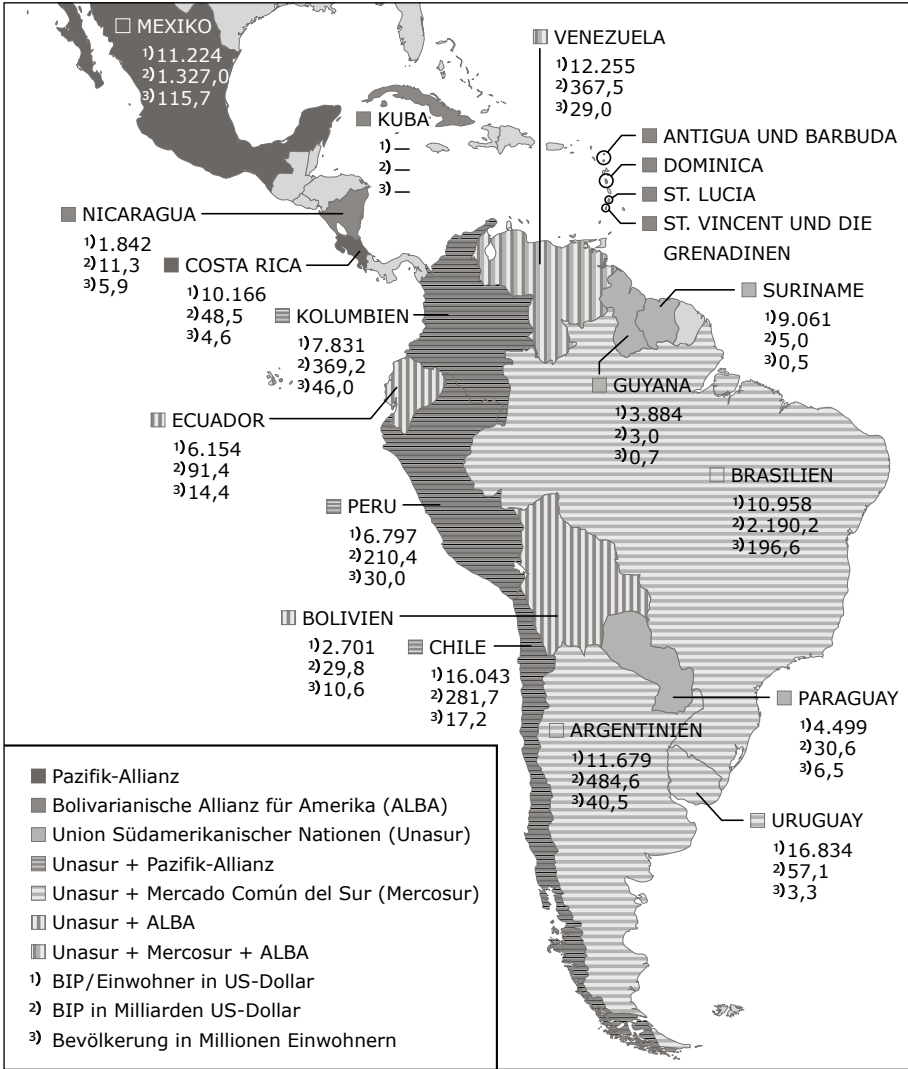 MEXIKO
1) 11.224
2) 1.327,0
3) 115,7
VENEZUELA
1) 12.255
2) 367,5
3) 29,0
KUBA
1) —
2) —
3) —
ANTIGUA UND BARBUDA
DOMINICA
ST. LUCIA
ST. VINCENT UND DIE
GRENADINEN
NICARAGUA
1) 1.842
2) 11,3
3) 5,9
COSTA RICA
1) 10.166
2) 48,5
3) 4,6
KOLUMBIEN
1) 7.831
2) 369,2
3) 46,0
SURINAME
1) 9.061
2) 5,0
3) 0,5
GUYANA
1) 3.884
2) 3,0
3) 0,7
ECUADOR
1) 6.154
2) 91,4
3) 14,4
BRASILIEN
1) 10.958
2) 2.190,2
3) 196,6
PERU
1) 6.797
2) 210,4
3) 30,0
BOLIVIEN
1) 2.701
2) 29,8
3) 10,6
CHILE
1) 16.043
2) 281,7
3) 17,2
PARAGUAY
1) 4.499
2) 30,6
3) 6,5
ARGENTINIEN
1) 11.679
2) 484,6
3) 40,5
URUGUAY
1) 16.834
2) 57,1
3) 3,3
Pazifik-Allianz
Bolivarianische Allianz für Amerika (ALBA)
Union Südamerikanischer Nationen (Unasur)
Unasur + Pazifik-Allianz
Unasur + Mercado Común del Sur (Mercosur)
Unasur + ALBA
Unasur + Mercosur + ALBA
1) BIP/Einwohner in US-Dollar
2) BIP in Milliarden US-Dollar
3) Bevölkerung in Millionen Einwohnern